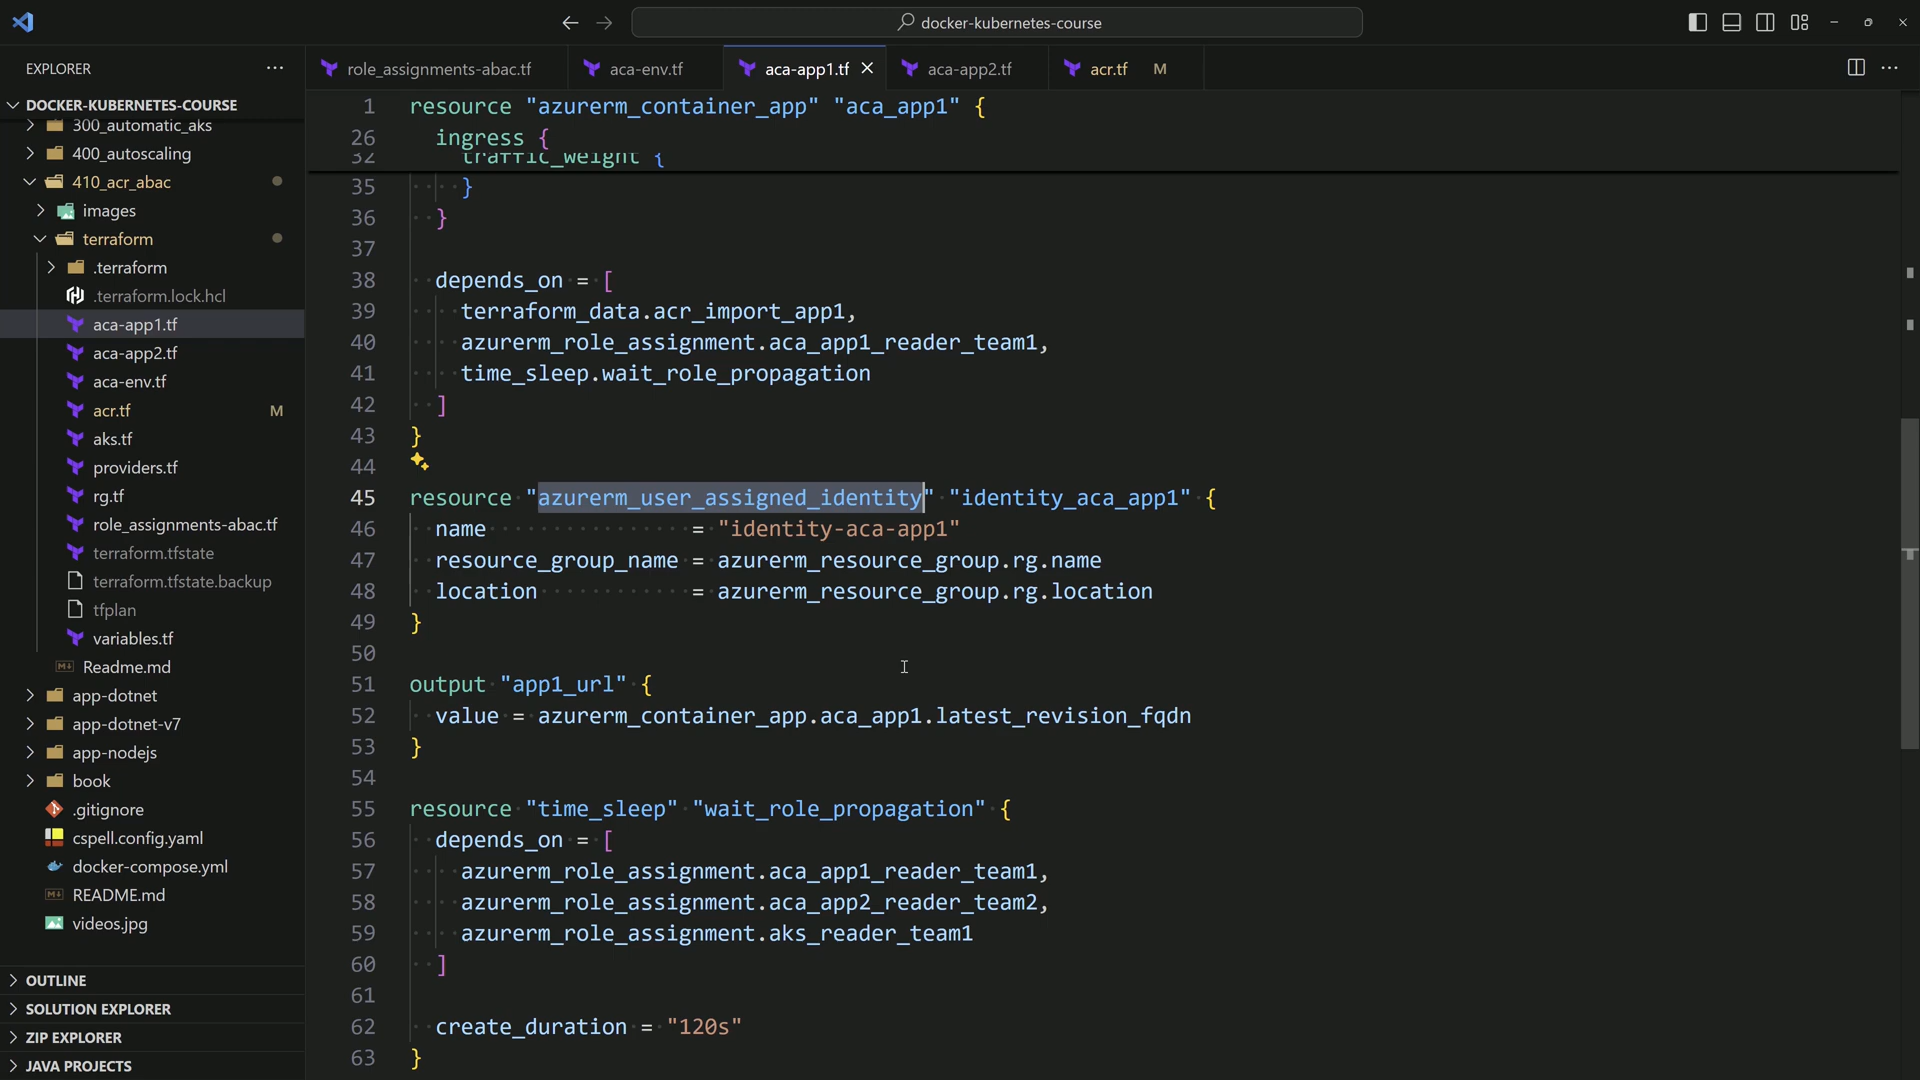 docker-kubernetes-course
EXPLORER
role_assignments-abac.tf
aca-env.tf
aca-app1.tf
aca-app2.tf
acr.tf M
DOCKER-KUBERNETES-COURSE
300_automatic_aks
400_autoscaling
410_acr_abac
images
terraform
.terraform
.terraform.lock.hcl
aca-app1.tf
aca-app2.tf
aca-env.tf
acr.tf M
aks.tf
providers.tf
rg.tf
role_assignments-abac.tf
terraform.tfstate
terraform.tfstate.backup
tfplan
variables.tf
Readme.md
app-dotnet
app-dotnet-v7
app-nodejs
book
.gitignore
cspell.config.yaml
docker-compose.yml
README.md
videos.jpg
OUTLINE
SOLUTION EXPLORER
ZIP EXPLORER
JAVA PROJECTS
1 resource "azurerm_container_app" "aca_app1" {
26 ingress {
32 traffic_weight {
35 }
36 }
37
38 depends_on = [
39 terraform_data.acr_import_app1,
40 azurerm_role_assignment.aca_app1_reader_team1,
41 time_sleep.wait_role_propagation
42 ]
43 }
44
45 resource "azurerm_user_assigned_identity" "identity_aca_app1" {
46 name = "identity-aca-app1"
47 resource_group_name = azurerm_resource_group.rg.name
48 location = azurerm_resource_group.rg.location
49 }
50
51 output "app1_url" {
52 value = azurerm_container_app.aca_app1.latest_revision_fqdn
53 }
54
55 resource "time_sleep" "wait_role_propagation" {
56 depends_on = [
57 azurerm_role_assignment.aca_app1_reader_team1,
58 azurerm_role_assignment.aca_app2_reader_team2,
59 azurerm_role_assignment.aks_reader_team1
60 ]
61
62 create_duration = "120s"
63 }